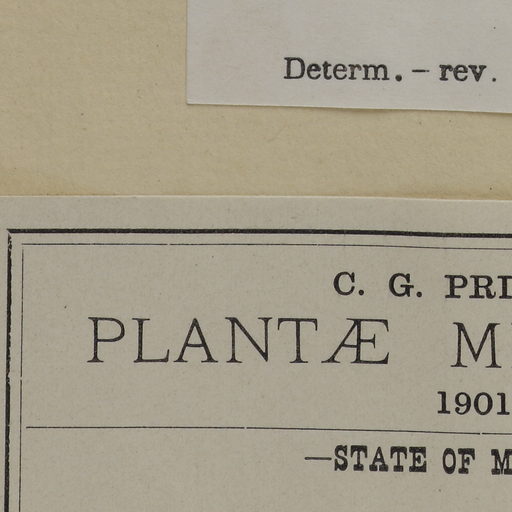 Determ. – rev.
C. G. PRI
PLANTÆ M
1901
—STATE OF M